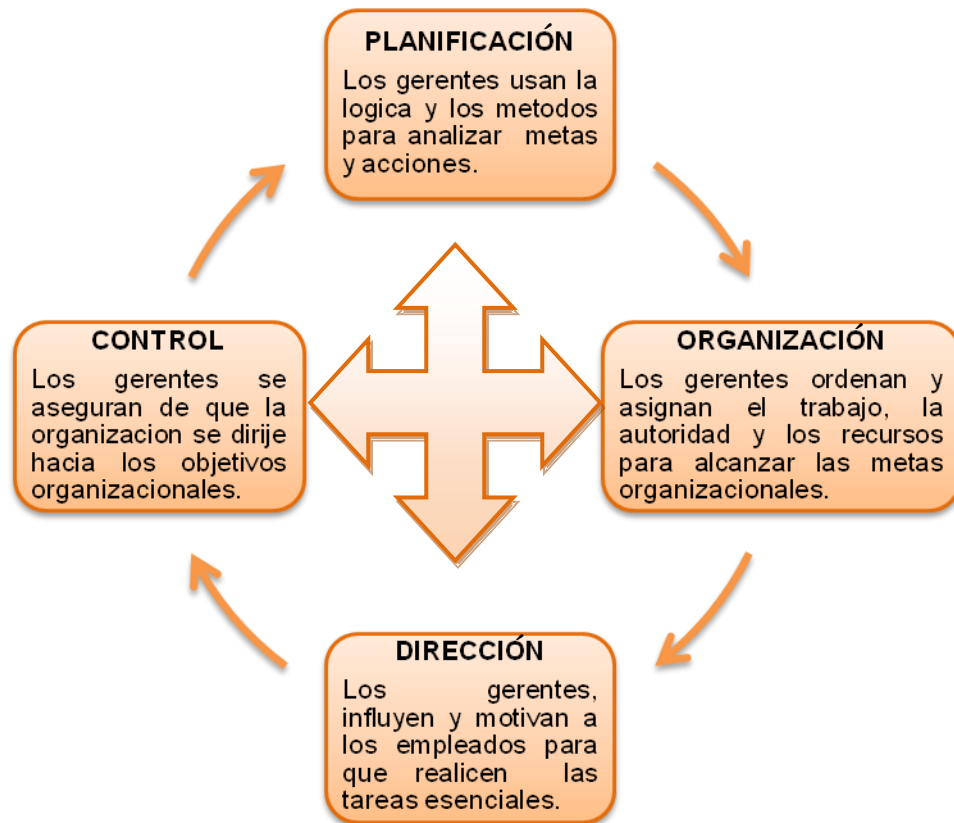 PLANIFICACIÓN
Los gerentes usan la
logica y los metodos
para analizar metas
y acciones.
CONTROL
Los gerentes se
aseguran de que la
organizacion se dirije
hacia los objetivos
organizacionales.
ORGANIZACIÓN
Los gerentes ordenan y
asignan el trabajo, la
autoridad y los recursos
para alcanzar las metas
organizacionales.
DIRECCIÓN
Los gerentes,
influyen y motivan a
los empleados para
que realicen las
tareas esenciales.